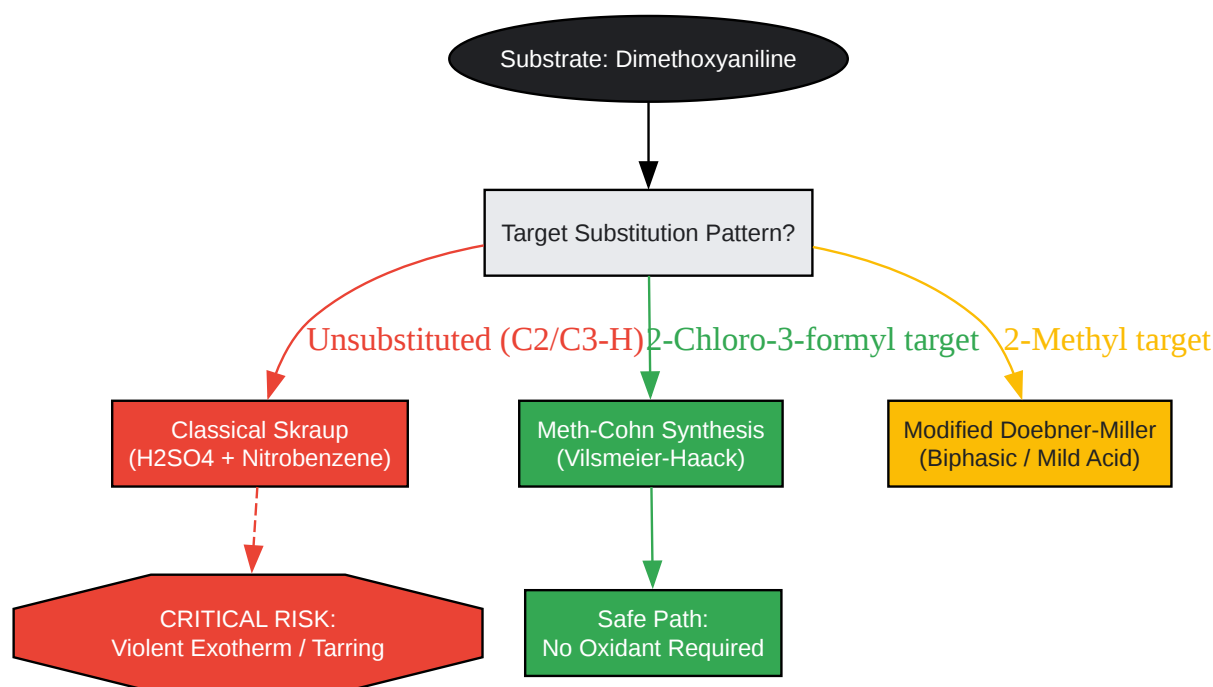 Substrate: Dimethoxyaniline
Target Substitution Pattern?
Unsubstituted (C2/C3-H)
2-Chloro-3-formyl target
2-Methyl target
Classical Skraup
(H2SO4 + Nitrobenzene)
Meth-Cohn Synthesis
(Vilsmeier-Haack)
Modified Doebner-Miller
(Biphasic / Mild Acid)
CRITICAL RISK:
Violent Exotherm / Tarring
Safe Path:
No Oxidant Required